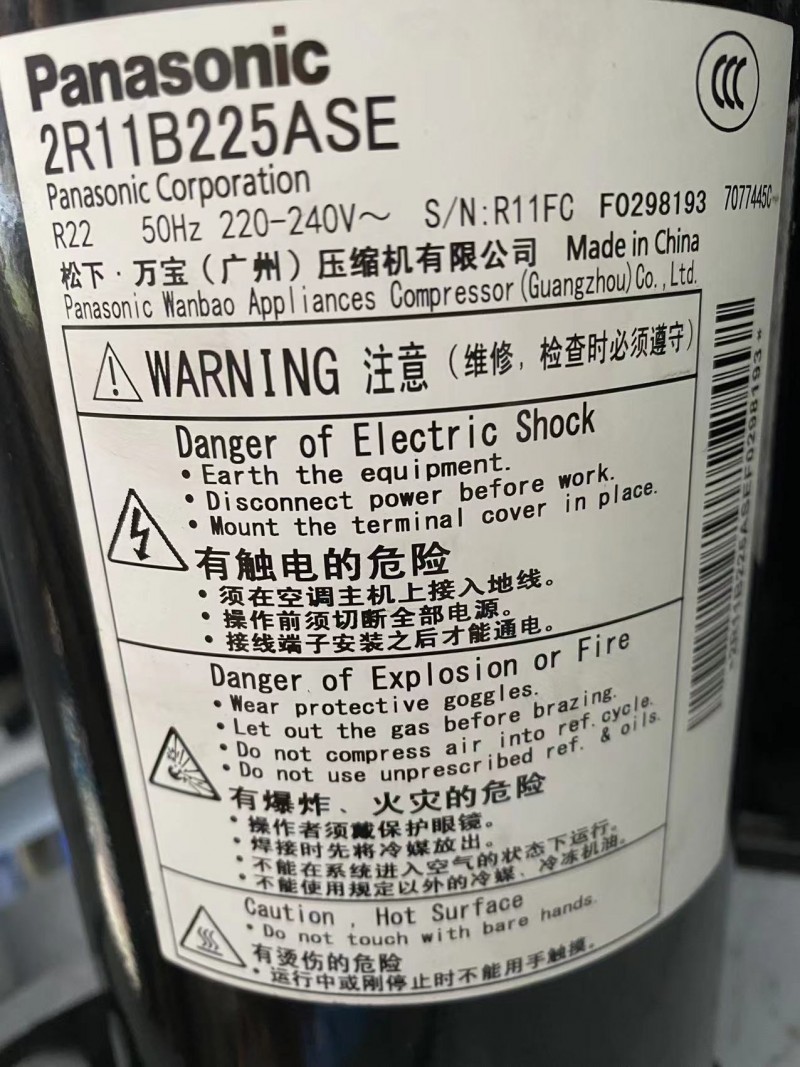 Panasonic
CCC
2R11B225ASE
Panasonic Corporation
R22 50Hz 220-240V～ S/N:R11FC F0298193 7077445C
松下·万宝（广州）压缩机有限公司 Made in China
Panasonic Wanbao Appliances Compressor (Guangzhou) Co., Ltd.
WARNING 注意（维修，检查时必须遵守）
Danger of Electric Shock
• Earth the equipment.
• Disconnect power before work.
• Mount the terminal cover in place.
有触电的危险
• 须在空调主机上接入地线。
• 操作前须切断全部电源。
• 接线端子安装之后才能通电。
Danger of Explosion or Fire
• Wear protective goggles.
• Let out the gas before brazing.
• Do not compress air into ref. cycle.
• Do not use unprescribed ref. & oils.
有爆炸、火灾的危险
• 操作者须戴保护眼镜。
• 焊接时先将冷媒放出。
• 不能在系统进入空气的状态下运行。
• 不能使用规定以外的冷媒、冷冻机油。
Caution, Hot Surface
• Do not touch with bare hands.
有烫伤的危险
• 运行中或刚停止时不能用手触摸。
*2R11B225ASEF0298193*